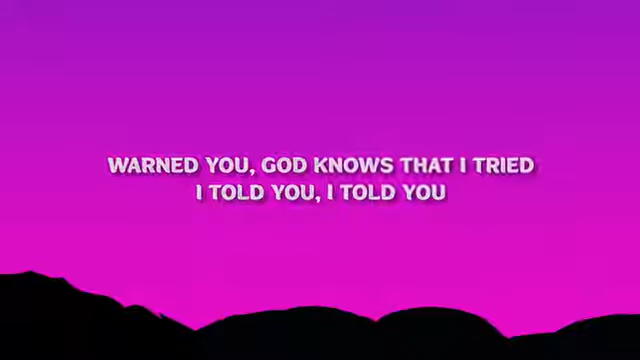 WARNED YOU, GOD KNOWS THAT I TRIED
I TOLD YOU, I TOLD YOU